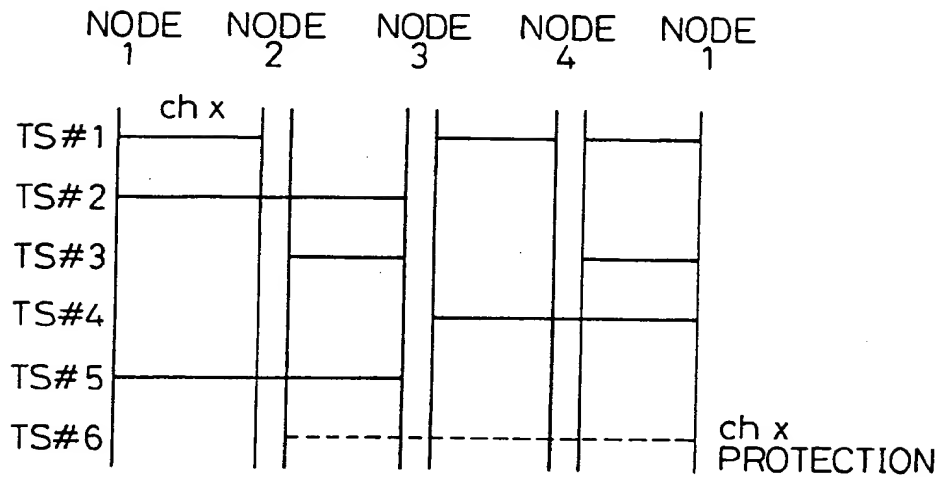 NODE NODE NODE NODE NODE
1 2 3 4 1
ch x
TS#1
TS#2
TS#3
TS#4
TS#5
TS#6
ch x
PROTECTION